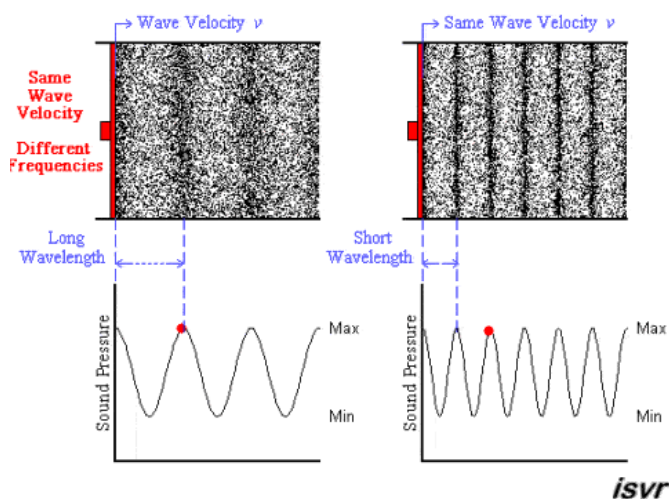 Wave Velocity v
Same Wave Velocity v
Same
Wave
Velocity
Different
Frequencies
Long
Wavelength
Short
Wavelength
Sound Pressure
Max
Min
Sound Pressure
Max
Min
isvr